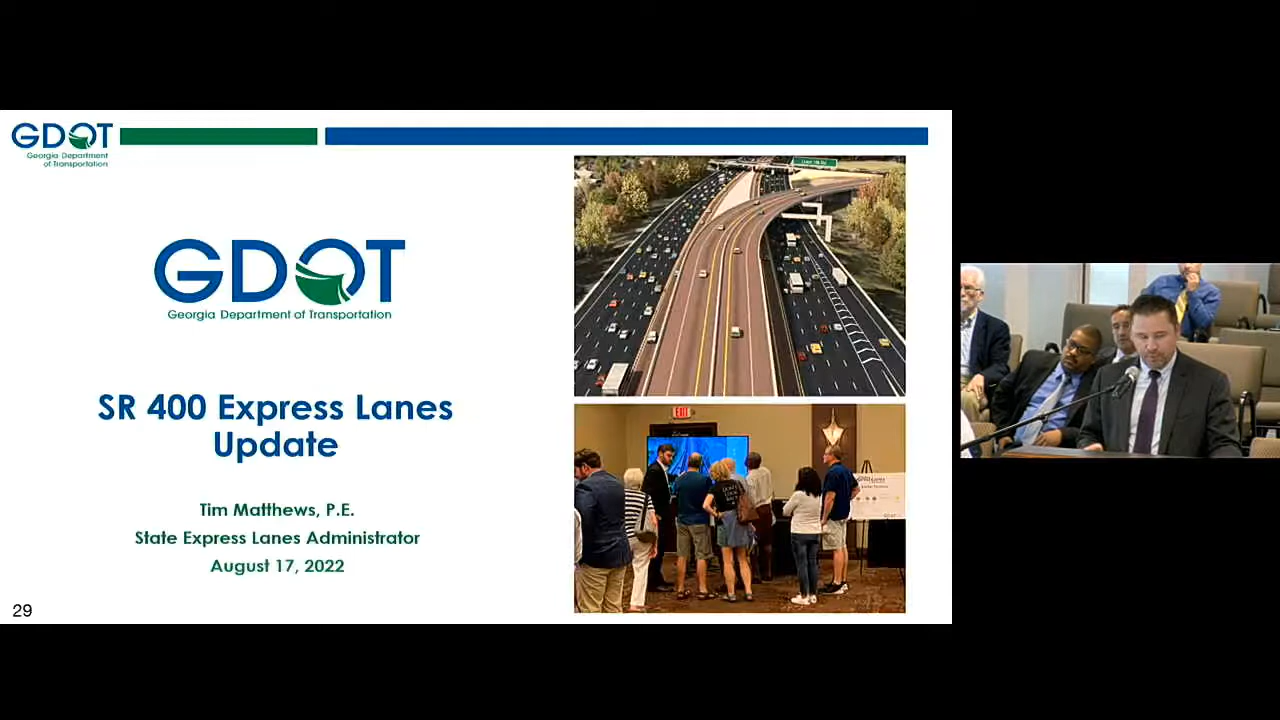 GDOT
Georgia Department
of Transportation
GDOT
Georgia Department of Transportation
SR 400 Express Lanes
Update
Tim Matthews, P.E.
State Express Lanes Administrator
August 17, 2022
29
EXIT